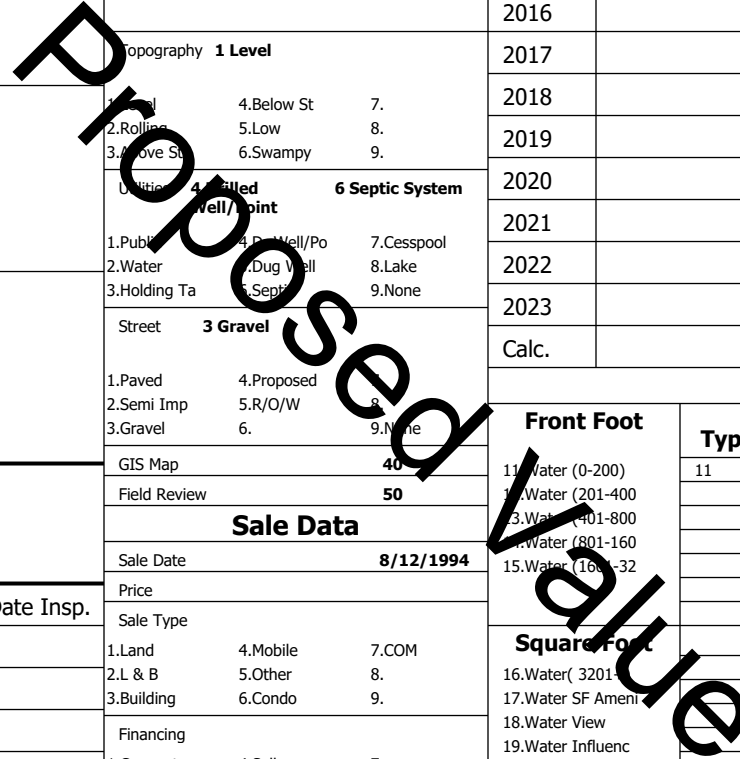 Topography 1 Level
1.Level 4.Below St 7.
2.Rolling 5.Low 8.
3.Above St 6.Swampy 9.
Utilities 4 Drilled Well/Point 6 Septic System
1.Public 4.Dr Well/Po 7.Cesspool
2.Water 5.Dug Well 8.Lake
3.Holding Ta 6.Septic 9.None
Street 3 Gravel
1.Paved 4.Proposed 7.
2.Semi Imp 5.R/O/W 8.
3.Gravel 6. 9.None
GIS Map 40
Field Review 50
Sale Data
Sale Date 8/12/1994
Price
Sale Type
1.Land 4.Mobile 7.COM
2.L & B 5.Other 8.
3.Building 6.Condo 9.
Financing
Date Insp.
2016
2017
2018
2019
2020
2021
2022
2023
Calc.
Front Foot
11.Water (0-200)
12.Water (201-400
13.Water (401-800
14.Water (801-160
15.Water (1601-32
Square Foot
16.Water( 3201-
17.Water SF Ameni
18.Water View
19.Water Influenc
Typ
11
Proposed Value